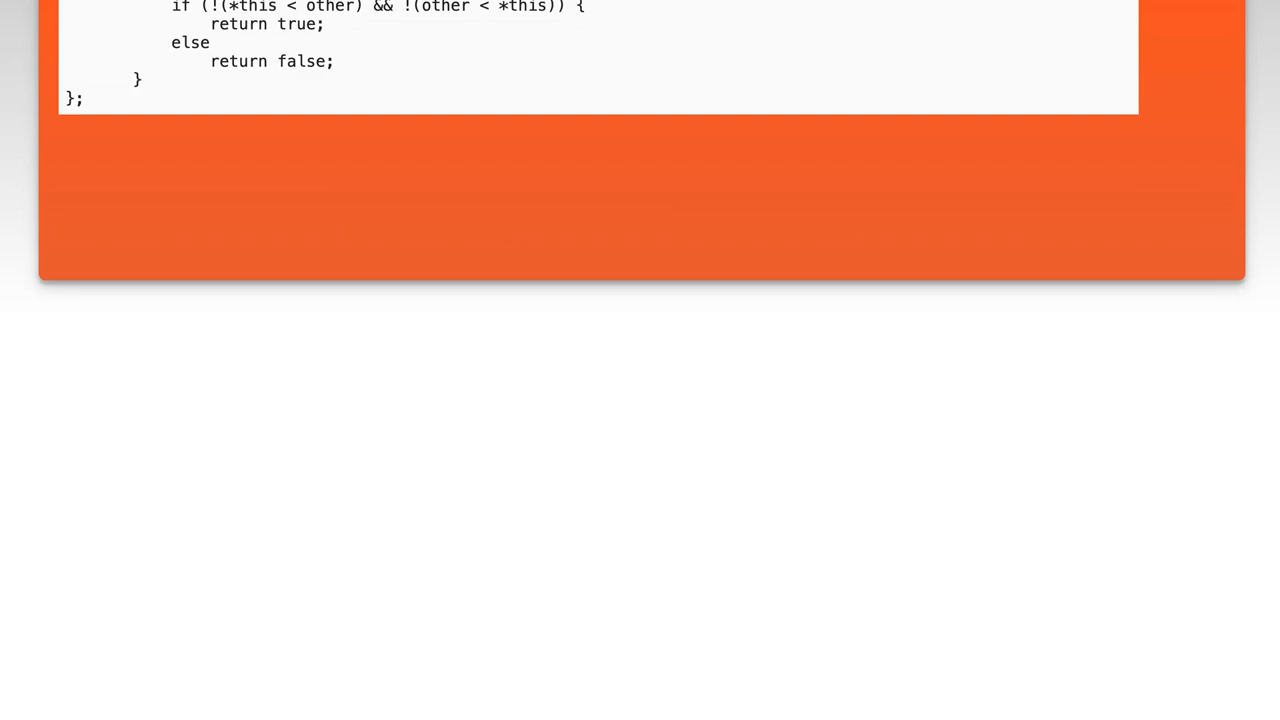 if (!(*this < other) && !(other < *this)) {
return true;
else
return false;
}
};